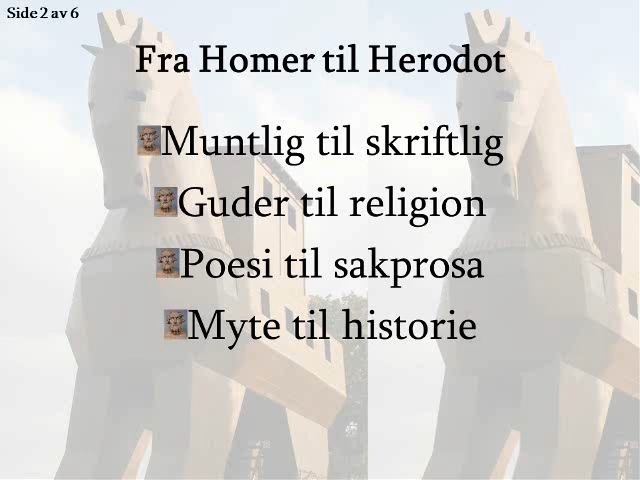 Side 2 av 6
Fra Homer til Herodot
Muntlig til skriftlig
Guder til religion
Poesi til sakprosa
Myte til historie